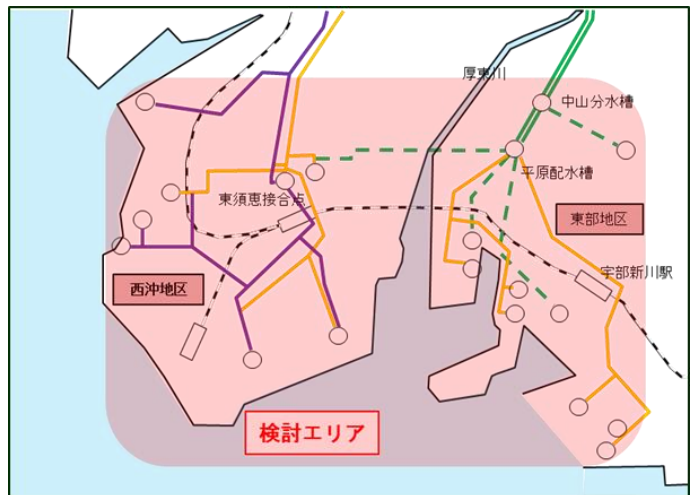 厚東川
中山分水槽
平原配水槽
東須恵接合点
東部地区
宇部新川駅
西沖地区
検討エリア